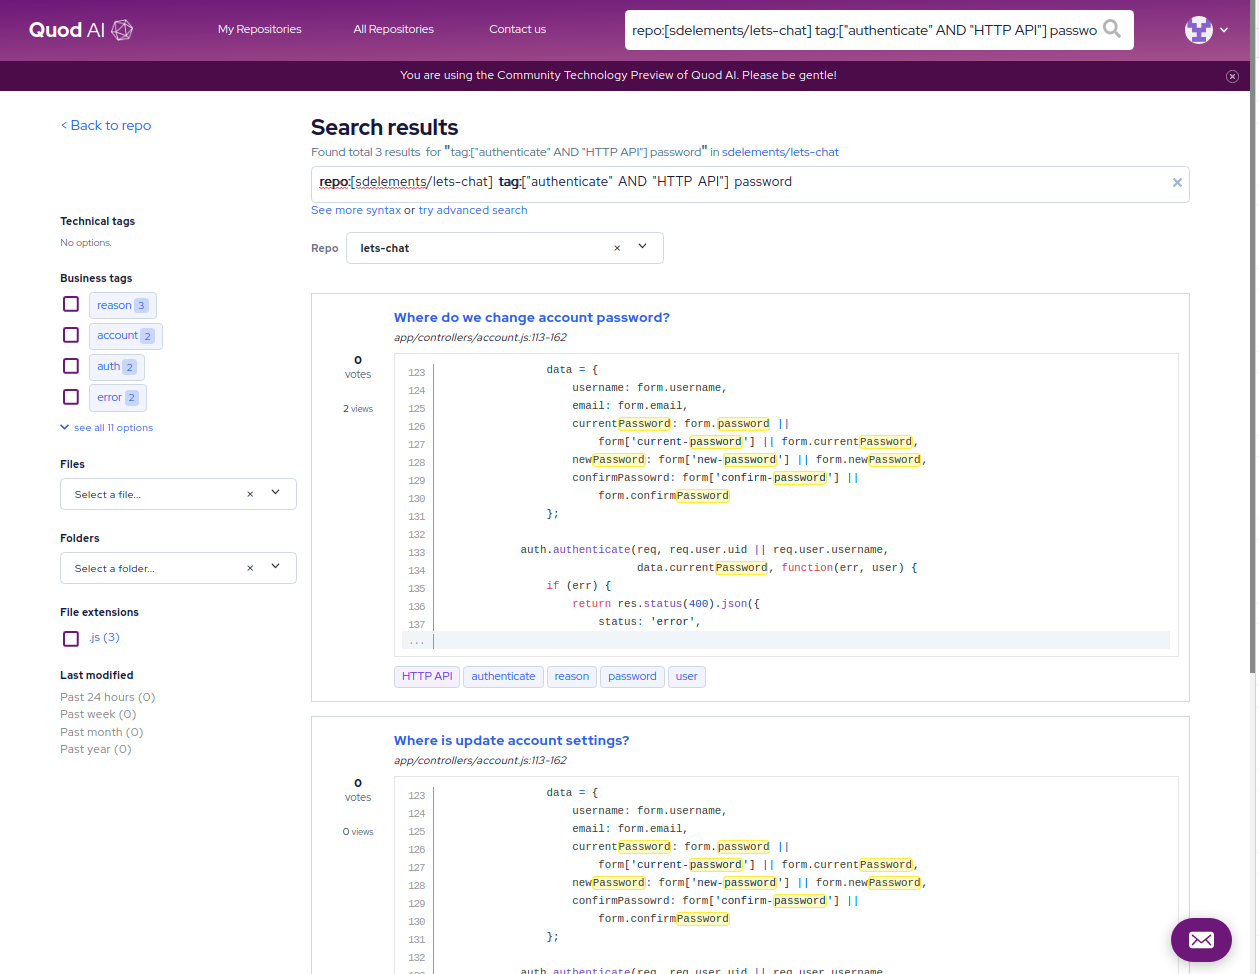 Quod AI
My Repositories
All Repositories
Contact us
repo:[sdelements/lets-chat] tag:["authenticate" AND "HTTP API"] passwo
You are using the Community Technology Preview of Quod AI. Please be gentle!
< Back to repo
Technical tags
No options.
Business tags
reason 3
account 2
auth 2
error 2
see all 11 options
Files
Select a file...
×
Folders
Select a folder...
×
File extensions
.js (3)
Last modified
Past 24 hours (0)
Past week (0)
Past month (0)
Past year (0)
Search results
Found total 3 results for "tag:["authenticate" AND "HTTP API"] password" in sdelements/lets-chat
repo:[sdelements/lets-chat] tag:["authenticate" AND "HTTP API"] password
See more syntax or try advanced search
Repo
lets-chat
×
Where do we change account password?
app/controllers/account.js:113-162
0
votes
2 views
123 data = {
124 username: form.username,
125 email: form.email,
126 currentPassword: form.password ||
127 form['current-password'] || form.currentPassword,
128 newPassword: form['new-password'] || form.newPassword,
129 confirmPassowrd: form['confirm-password'] ||
130 form.confirmPassword
131 };
132
133 auth.authenticate(req, req.user.uid || req.user.username,
134 data.currentPassword, function(err, user) {
135 if (err) {
136 return res.status(400).json({
137 status: 'error',
...
HTTP API
authenticate
reason
password
user
Where is update account settings?
app/controllers/account.js:113-162
0
votes
0 views
123 data = {
124 username: form.username,
125 email: form.email,
126 currentPassword: form.password ||
127 form['current-password'] || form.currentPassword,
128 newPassword: form['new-password'] || form.newPassword,
129 confirmPassowrd: form['confirm-password'] ||
130 form.confirmPassword
131 };
132
133 auth.authenticate(req, req.user.uid || req.user.username,